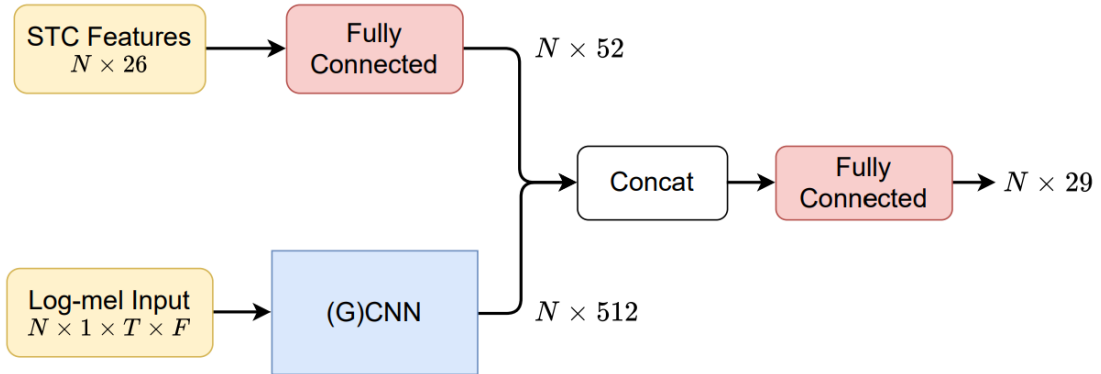 STC Features
N × 26
Fully
Connected
N × 52
Concat
Fully
Connected
N × 29
Log-mel Input
N × 1 × T × F
(G)CNN
N × 512